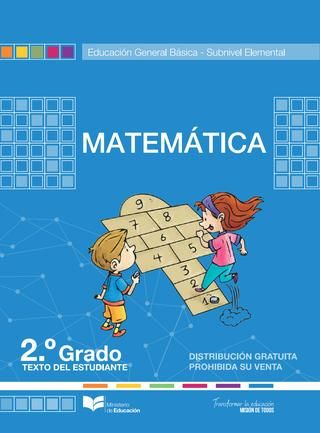 Educación General Básica - Subnivel Elemental
MATEMÁTICA
9
7
8
6
4
5
3
2
1
2.º Grado
TEXTO DEL ESTUDIANTE
DISTRIBUCIÓN GRATUITA
PROHIBIDA SU VENTA
Ministerio
de Educación
Transformar la educación
MISIÓN DE TODOS